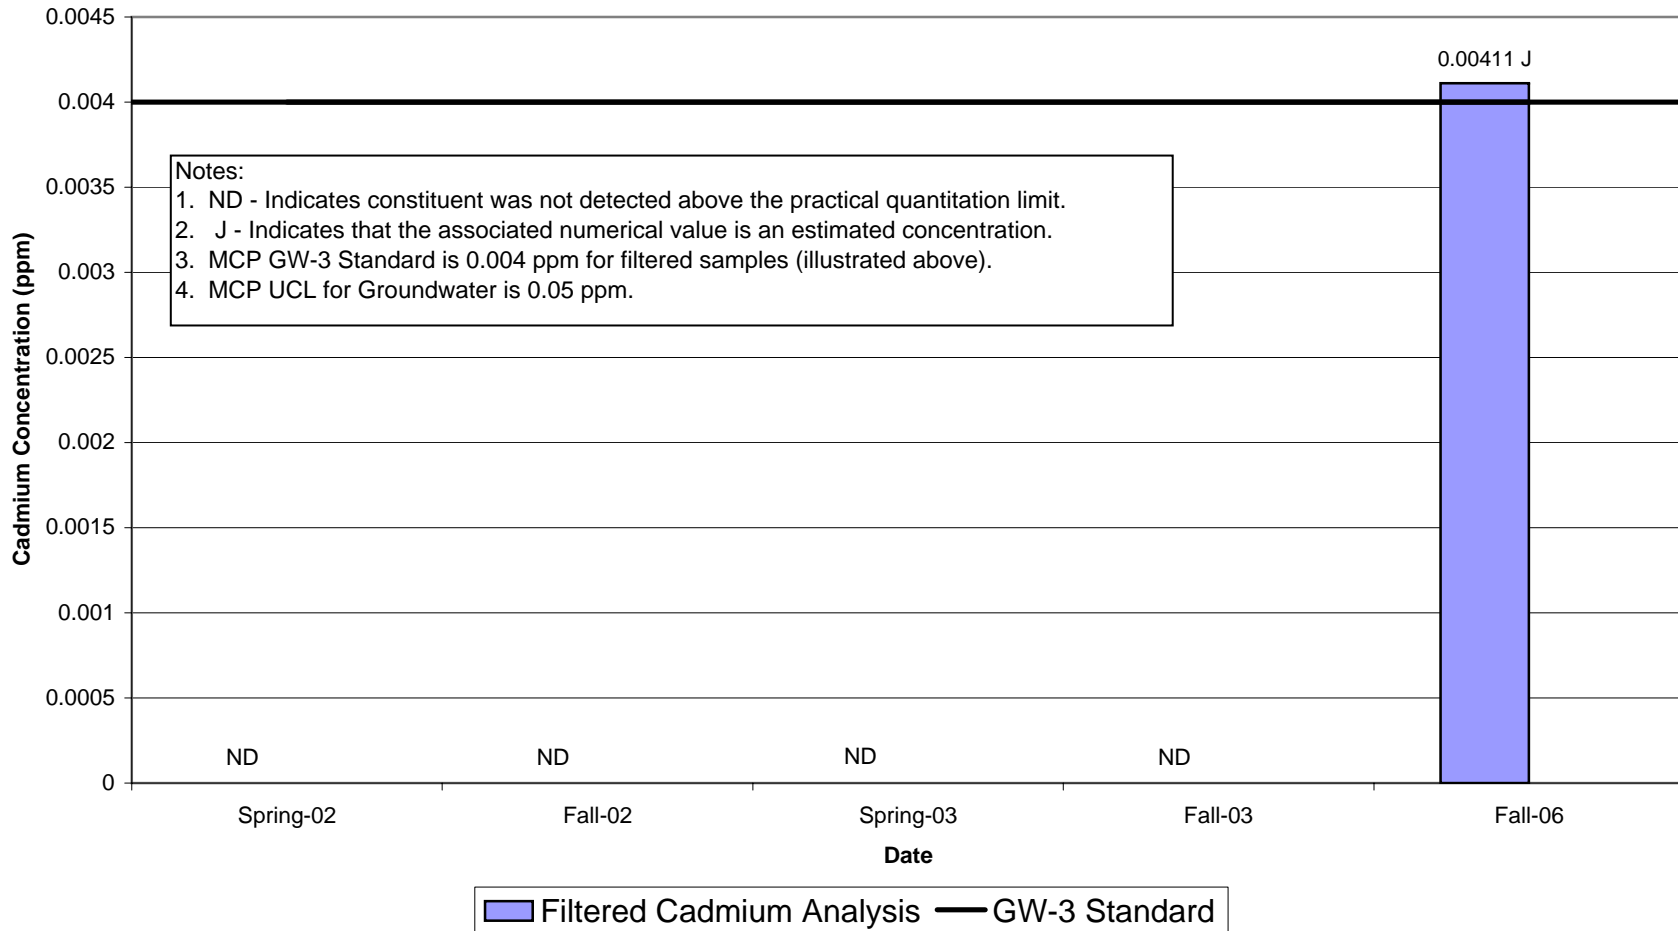 0.0045
0.004
0.0035
0.003
0.0025
0.002
0.0015
0.001
0.0005
0
Cadmium Concentration (ppm)
0.00411 J
Notes:
1. ND - Indicates constituent was not detected above the practical quantitation limit.
2. J - Indicates that the associated numerical value is an estimated concentration.
3. MCP GW-3 Standard is 0.004 ppm for filtered samples (illustrated above).
4. MCP UCL for Groundwater is 0.05 ppm.
ND ND ND ND
Spring-02 Fall-02 Spring-03 Fall-03 Fall-06
Date
Filtered Cadmium Analysis GW-3 Standard